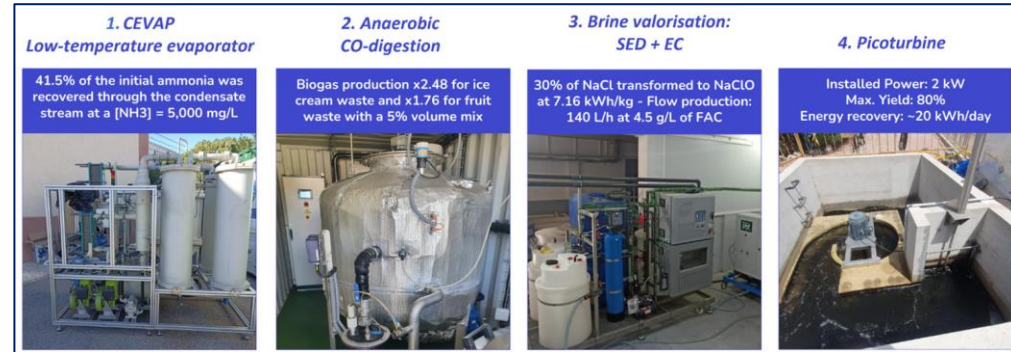 1. CEVAP
Low-temperature evaporator
41.5% of the initial ammonia was
recovered through the condensate
stream at a [NH3] = 5,000 mg/L
2. Anaerobic
CO-digestion
Biogas production x2.48 for ice
cream waste and x1.76 for fruit
waste with a 5% volume mix
3. Brine valorisation:
SED + EC
30% of NaCl transformed to NaClO
at 7.16 kWh/kg - Flow production:
140 L/h at 4.5 g/L of FAC
4. Picoturbine
Installed Power: 2 kW
Max. Yield: 80%
Energy recovery: ~20 kWh/day